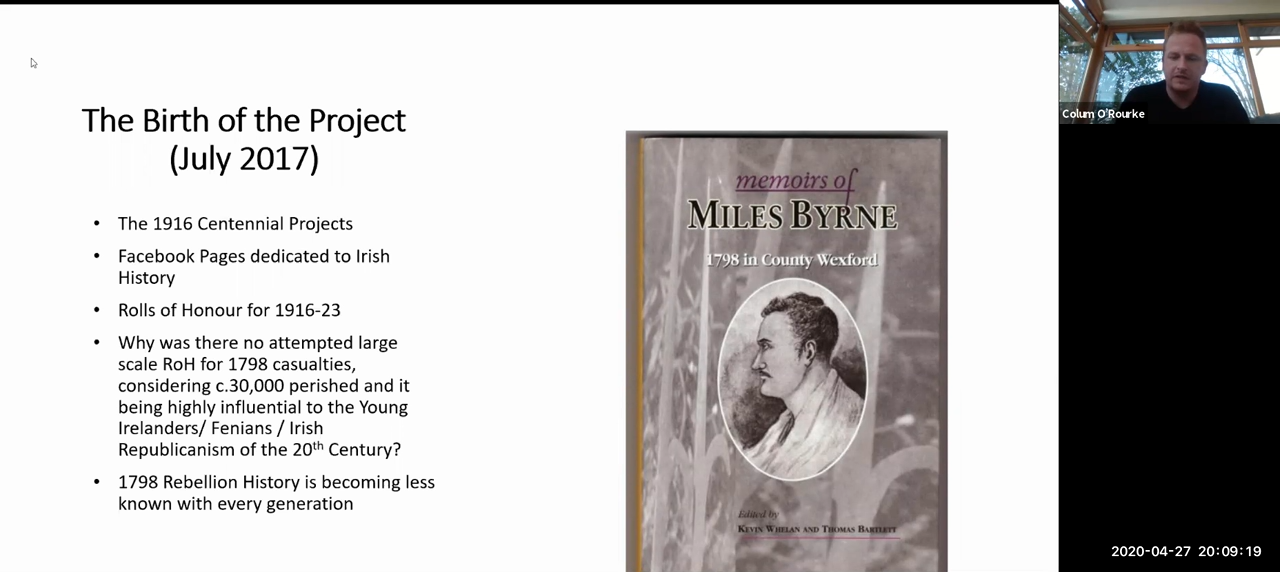 The Birth of the Project
(July 2017)
• The 1916 Centennial Projects
• Facebook Pages dedicated to Irish
History
• Rolls of Honour for 1916-23
• Why was there no attempted large
scale RoH for 1798 casualties,
considering c.30,000 perished and it
being highly influential to the Young
Irelanders/ Fenians / Irish
Republicanism of the 20th Century?
• 1798 Rebellion History is becoming less
known with every generation
memoirs of
MILES BYRNE
1798 in County Wexford
Edited by
KEVIN WHELAN AND THOMAS BARTLETT
Colum O'Rourke
2020-04-27 20:09:19